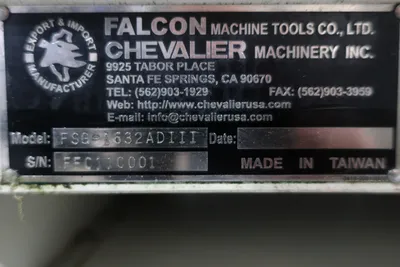 EXPORT & IMPORT
MANUFACTURER
FALCON MACHINE TOOLS CO., LTD.
CHEVALIER MACHINERY INC.
9925 TABOR PLACE
SANTA FE SPRINGS, CA 90670
TEL: (562)903-1929 FAX: (562)903-3959
Web: http://www.chevalierusa.com
E-mail: info@chevalierusa.com
Model: FSG-1632ADIII Date:
S/N: MADE IN TAIWAN